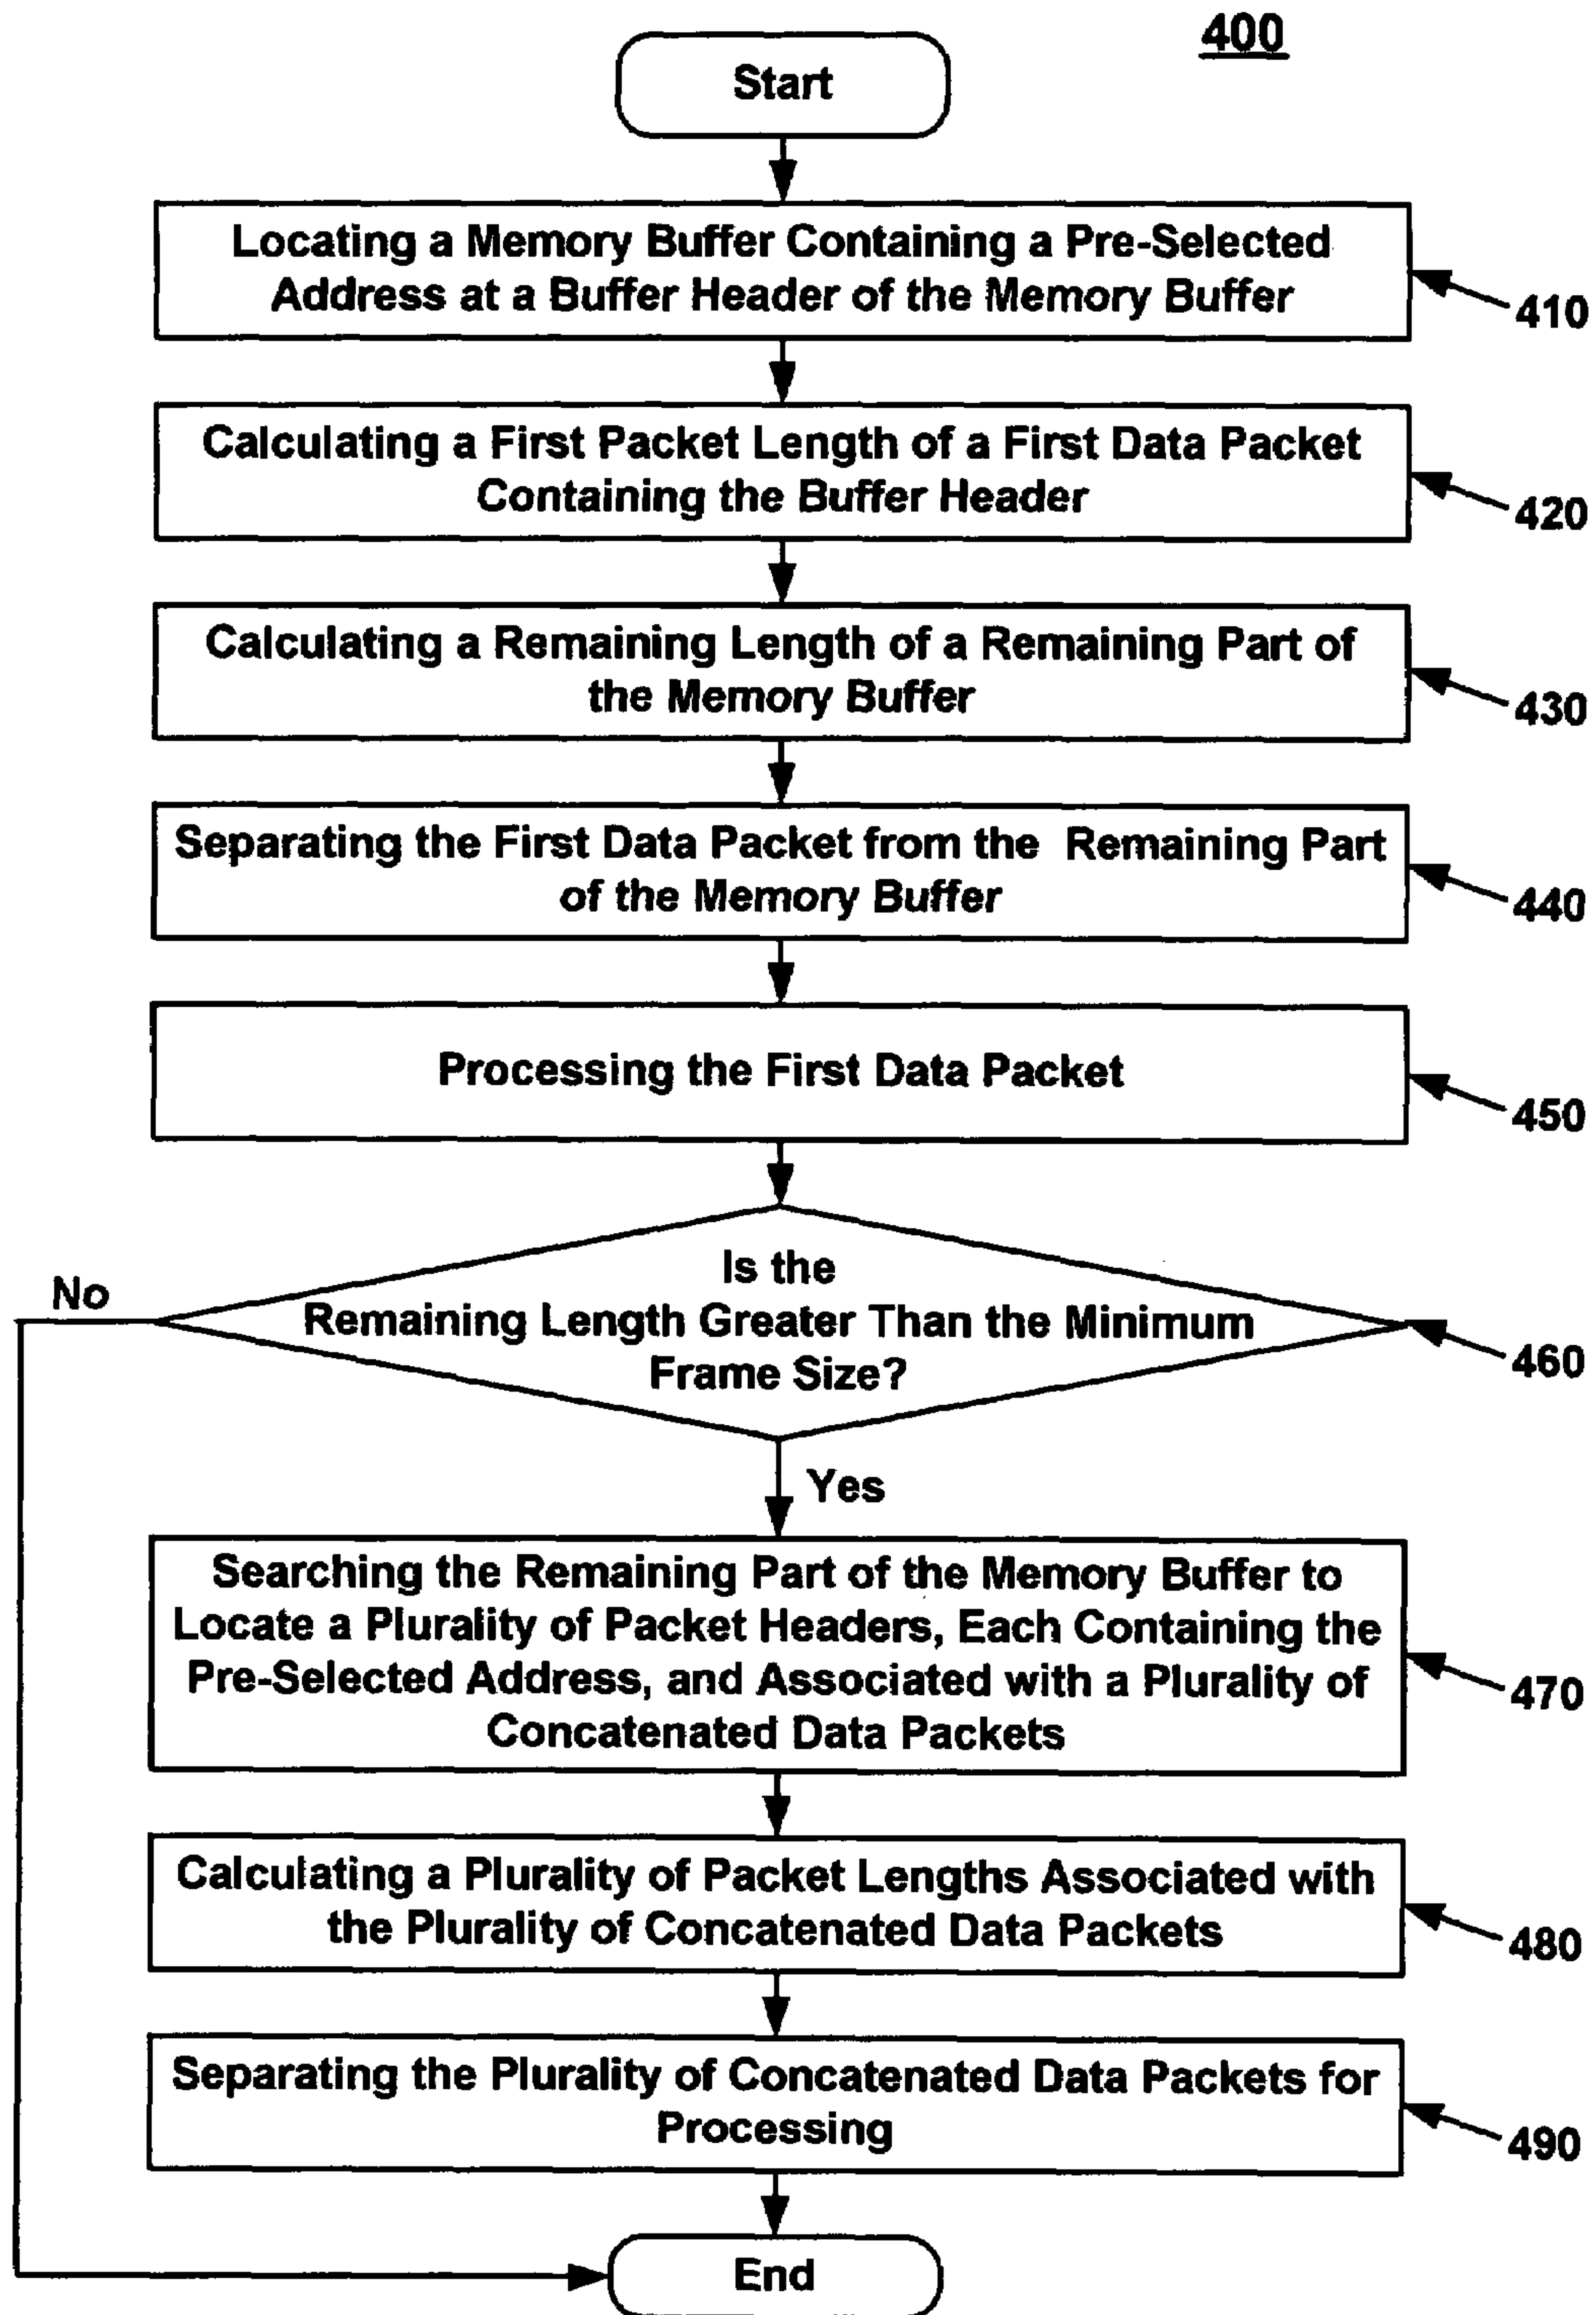 400
Start
Locating a Memory Buffer Containing a Pre-Selected
Address at a Buffer Header of the Memory Buffer
410
Calculating a First Packet Length of a First Data Packet
Containing the Buffer Header
420
Calculating a Remaining Length of a Remaining Part of
the Memory Buffer
430
Separating the First Data Packet from the Remaining Part
of the Memory Buffer
440
Processing the First Data Packet
450
Is the
Remaining Length Greater Than the Minimum
Frame Size?
No
460
Yes
Searching the Remaining Part of the Memory Buffer to
Locate a Plurality of Packet Headers, Each Containing the
Pre-Selected Address, and Associated with a Plurality of
Concatenated Data Packets
470
Calculating a Plurality of Packet Lengths Associated with
the Plurality of Concatenated Data Packets
480
Separating the Plurality of Concatenated Data Packets for
Processing
490
End